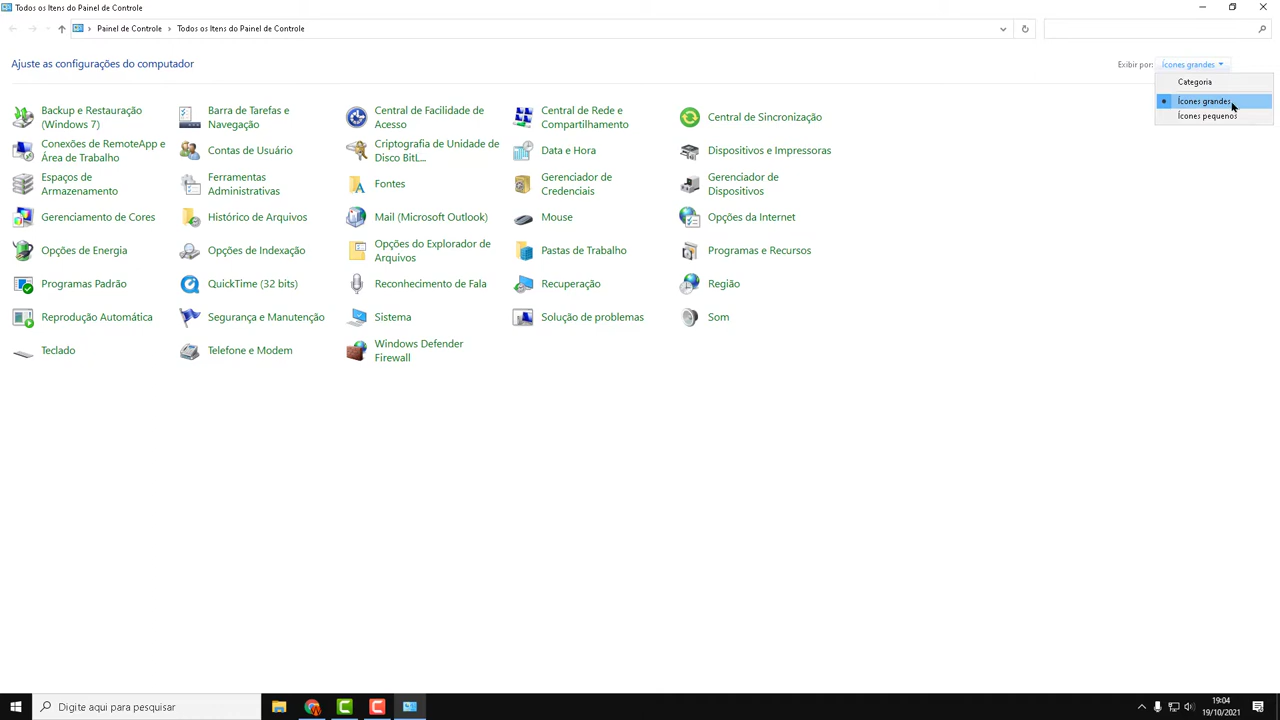 Todos os Itens do Painel de Controle
Painel de Controle
Todos os Itens do Painel de Controle
Ajuste as configurações do computador
Exibir por:
Ícones grandes
Categoria
Ícones grandes
Ícones pequenos
Backup e Restauração
(Windows 7)
Barra de Tarefas e
Navegação
Central de Facilidade de
Acesso
Central de Rede e
Compartilhamento
Central de Sincronização
Conexões de RemoteApp e
Área de Trabalho
Contas de Usuário
Criptografia de Unidade de
Disco BitL...
Data e Hora
Dispositivos e Impressoras
Espaços de
Armazenamento
Ferramentas
Administrativas
Fontes
Gerenciador de
Credenciais
Gerenciador de
Dispositivos
Gerenciamento de Cores
Histórico de Arquivos
Mail (Microsoft Outlook)
Mouse
Opções da Internet
Opções de Energia
Opções de Indexação
Opções do Explorador de
Arquivos
Pastas de Trabalho
Programas e Recursos
Programas Padrão
QuickTime (32 bits)
Reconhecimento de Fala
Recuperação
Região
Reprodução Automática
Segurança e Manutenção
Sistema
Solução de problemas
Som
Teclado
Telefone e Modem
Windows Defender
Firewall
Digite aqui para pesquisar
19:04
19/10/2021